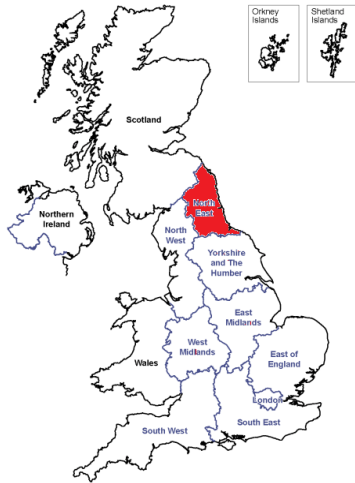 Orkney
Islands
Shetland
Islands
Scotland
North
East
Northern
Ireland
North
West
Yorkshire
and The
Humber
East
Midlands
West
Midlands
Wales
East of
England
London
South West
South East